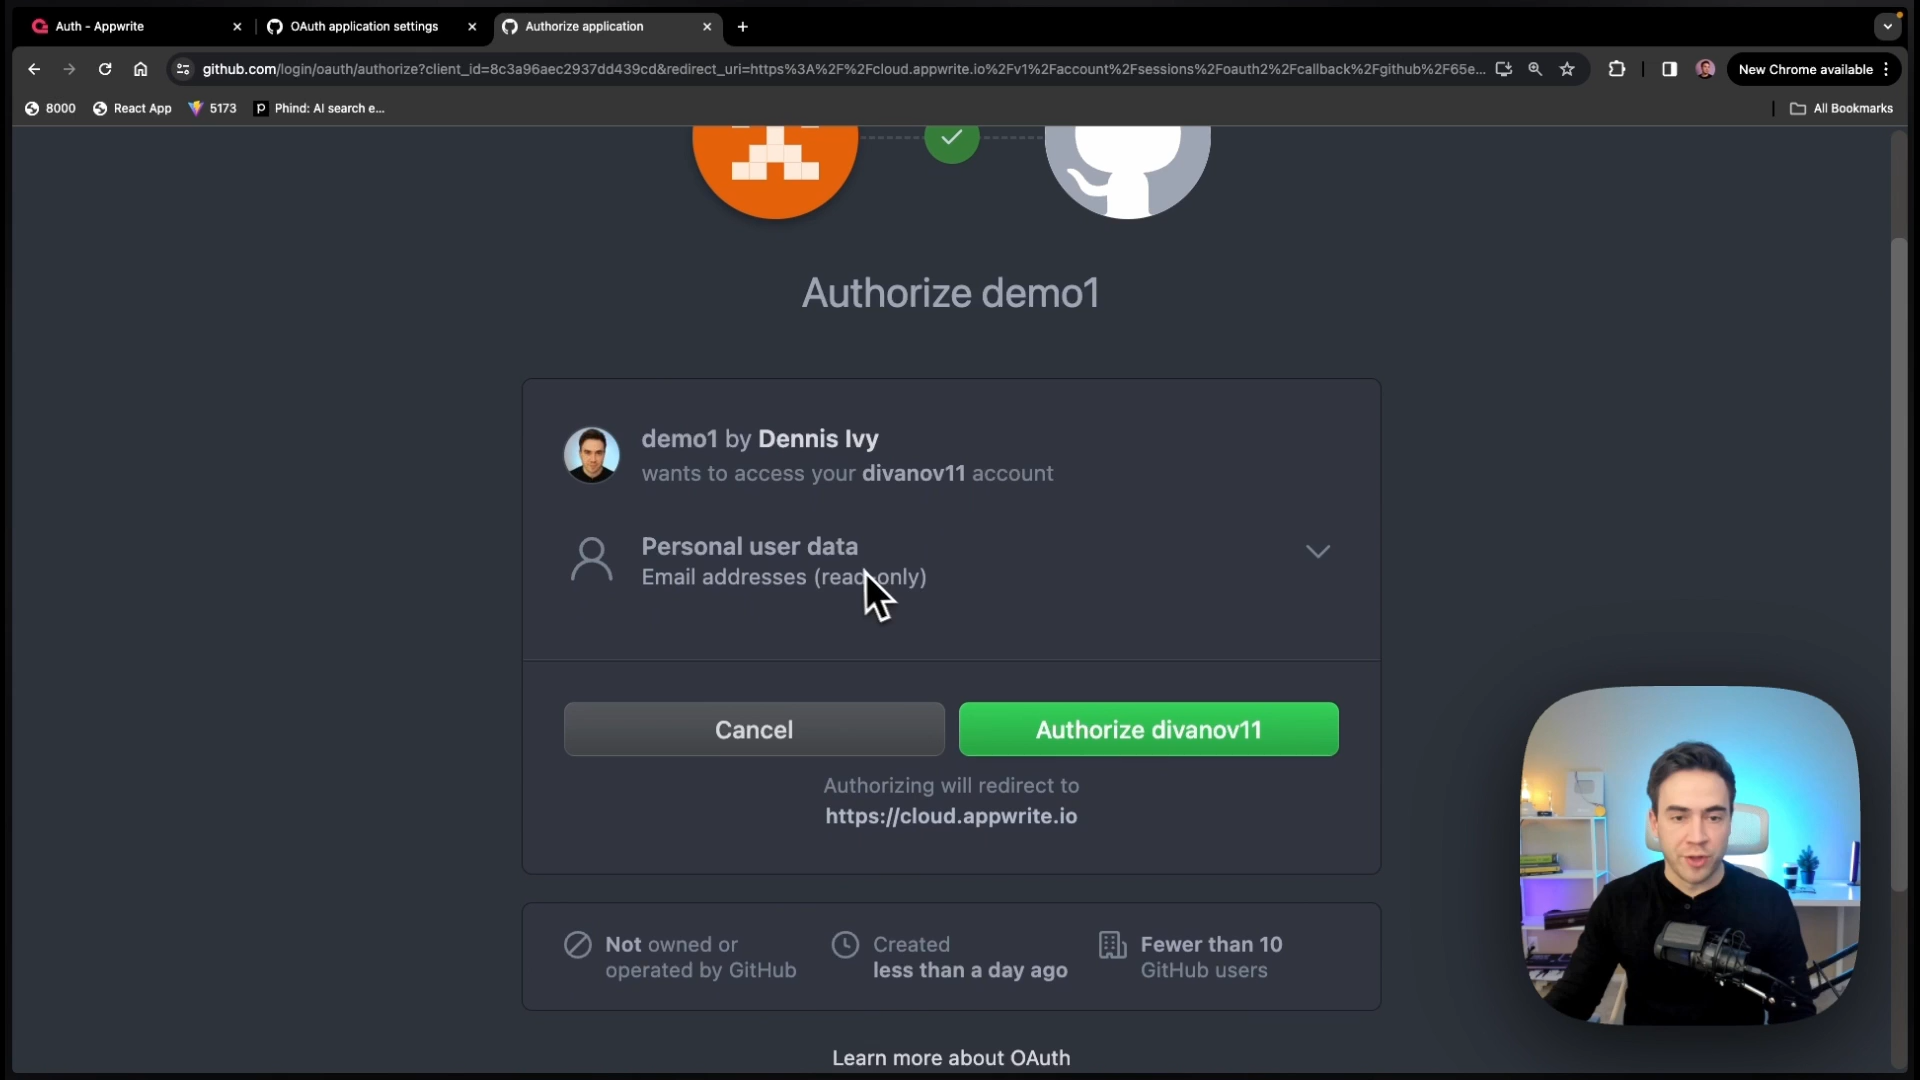 Auth - Appwrite
OAuth application settings
Authorize application
github.com/login/oauth/authorize?client_id=8c3a96aec2937dd439cd&redirect_uri=https%3A%2F%2Fcloud.appwrite.io%2Fv1%2Faccount%2Fsessions%2Foauth2%2Fcallback%2Fgithub%2F65e...
New Chrome available
8000
React App
5173
Phind: AI search e...
All Bookmarks
Authorize demo1
demo1 by Dennis Ivy
wants to access your divanov11 account
Personal user data
Email addresses (read-only)
Cancel
Authorize divanov11
Authorizing will redirect to
https://cloud.appwrite.io
Not owned or
operated by GitHub
Created
less than a day ago
Fewer than 10
GitHub users
Learn more about OAuth